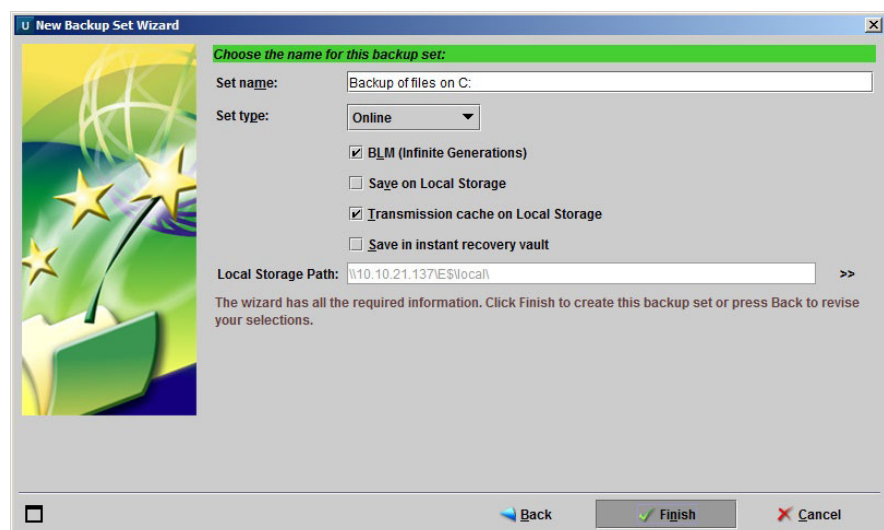 U New Backup Set Wizard
Choose the name for this backup set:
Set name: Backup of files on C:
Set type: Online
BLM (Infinite Generations)
Save on Local Storage
Transmission cache on Local Storage
Save in instant recovery vault
Local Storage Path: \\10.10.21.137\E$\local\ >>
The wizard has all the required information. Click Finish to create this backup set or press Back to revise
your selections.
Back Finish Cancel